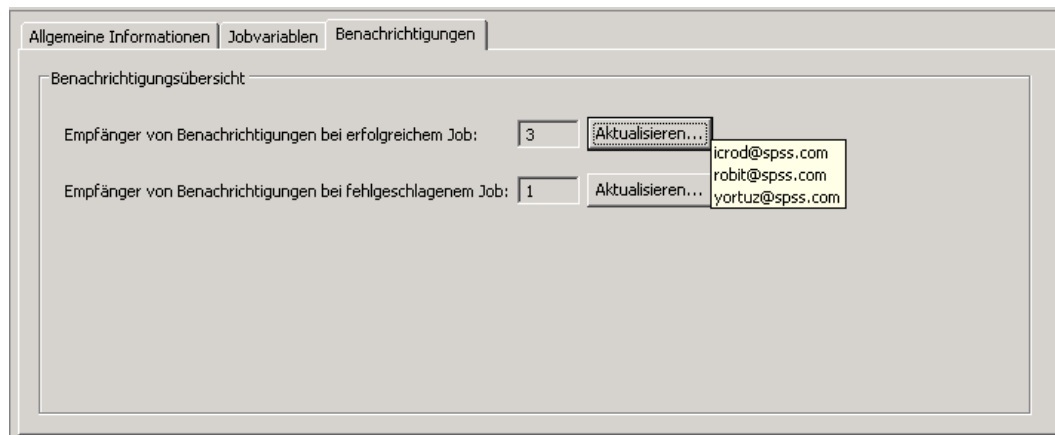 Allgemeine Informationen Jobvariablen Benachrichtigungen
Benachrichtigungsübersicht
Empfänger von Benachrichtigungen bei erfolgreichem Job: 3 Aktualisieren...
icrod@spss.com
robit@spss.com
yortuz@spss.com
Empfänger von Benachrichtigungen bei fehlgeschlagenem Job: 1 Aktualisieren...